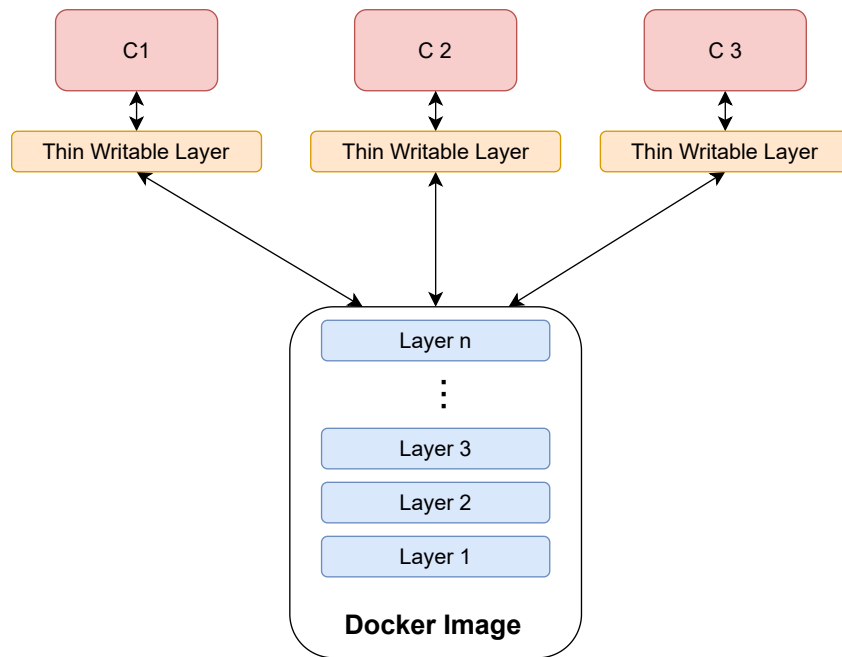 C1
C 2
C 3
Thin Writable Layer
Thin Writable Layer
Thin Writable Layer
Layer n
Layer 3
Layer 2
Layer 1
Docker Image